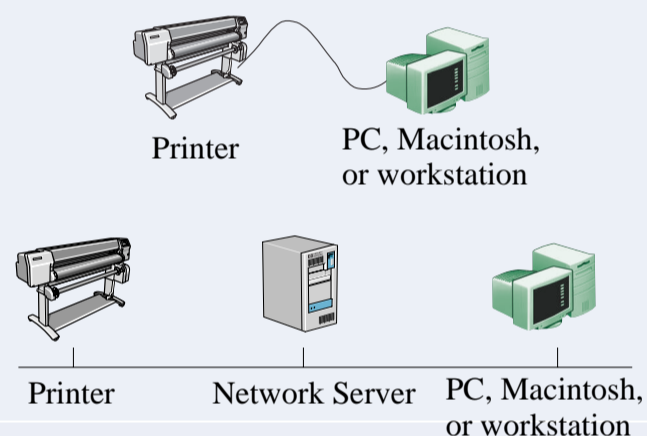 Printer
PC, Macintosh,
or workstation
Printer
Network Server
PC, Macintosh,
or workstation